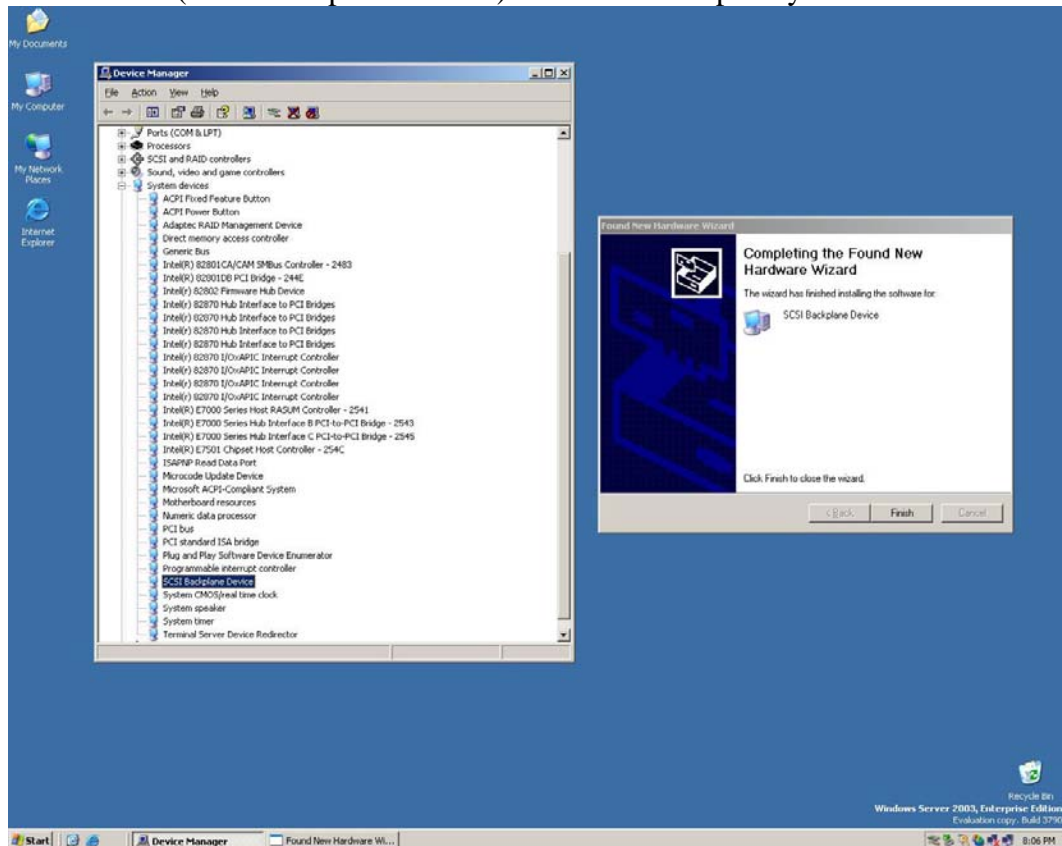 My Documents
My Computer
My Network
Places
Internet
Explorer
Device Manager
File Action View Help
Ports (COM & LPT)
Processors
SCSI and RAID controllers
Sound, video and game controllers
System devices
ACPI Fixed Feature Button
ACPI Power Button
Adaptec RAID Management Device
Direct memory access controller
Generic Bus
Intel(R) 82801CA/CAM SMBus Controller - 2483
Intel(R) 82801DB PCI Bridge - 244E
Intel(r) 82802 Firmware Hub Device
Intel(r) 82870 Hub Interface to PCI Bridges
Intel(r) 82870 Hub Interface to PCI Bridges
Intel(r) 82870 Hub Interface to PCI Bridges
Intel(r) 82870 Hub Interface to PCI Bridges
Intel(r) 82870 I/OxAPIC Interrupt Controller
Intel(r) 82870 I/OxAPIC Interrupt Controller
Intel(r) 82870 I/OxAPIC Interrupt Controller
Intel(r) 82870 I/OxAPIC Interrupt Controller
Intel(R) E7000 Series Host RASUM Controller - 2541
Intel(R) E7000 Series Hub Interface B PCI-to-PCI Bridge - 2543
Intel(R) E7000 Series Hub Interface C PCI-to-PCI Bridge - 2545
Intel(R) E7501 Chipset Host Controller - 254C
ISAPNP Read Data Port
Microcode Update Device
Microsoft ACPI-Compliant System
Motherboard resources
Numeric data processor
PCI bus
PCI standard ISA bridge
Plug and Play Software Device Enumerator
Programmable interrupt controller
SCSI Backplane Device
System CMOS/real time clock
System speaker
System timer
Terminal Server Device Redirector
Found New Hardware Wizard
Completing the Found New
Hardware Wizard
The wizard has finished installing the software for:
SCSI Backplane Device
Click Finish to close the wizard.
< Back Finish Cancel
Recycle Bin
Windows Server 2003, Enterprise Edition
Evaluation copy. Build 3790
Start Device Manager Found New Hardware Wi... 8:06 PM